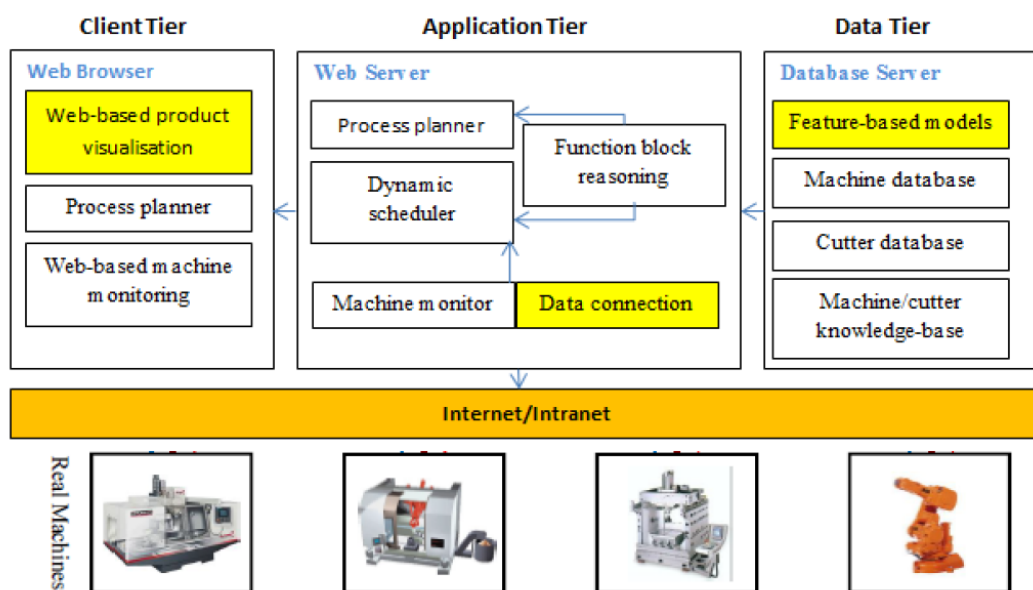 Client Tier
Application Tier
Data Tier
Web Browser
Web-based product
visualisation
Process planner
Web-based machine
monitoring
Web Server
Process planner
Function block
reasoning
Dynamic
scheduler
Machine monitor
Data connection
Database Server
Feature-based models
Machine database
Cutter database
Machine/cutter
knowledge-base
Internet/Intranet
Real Machines